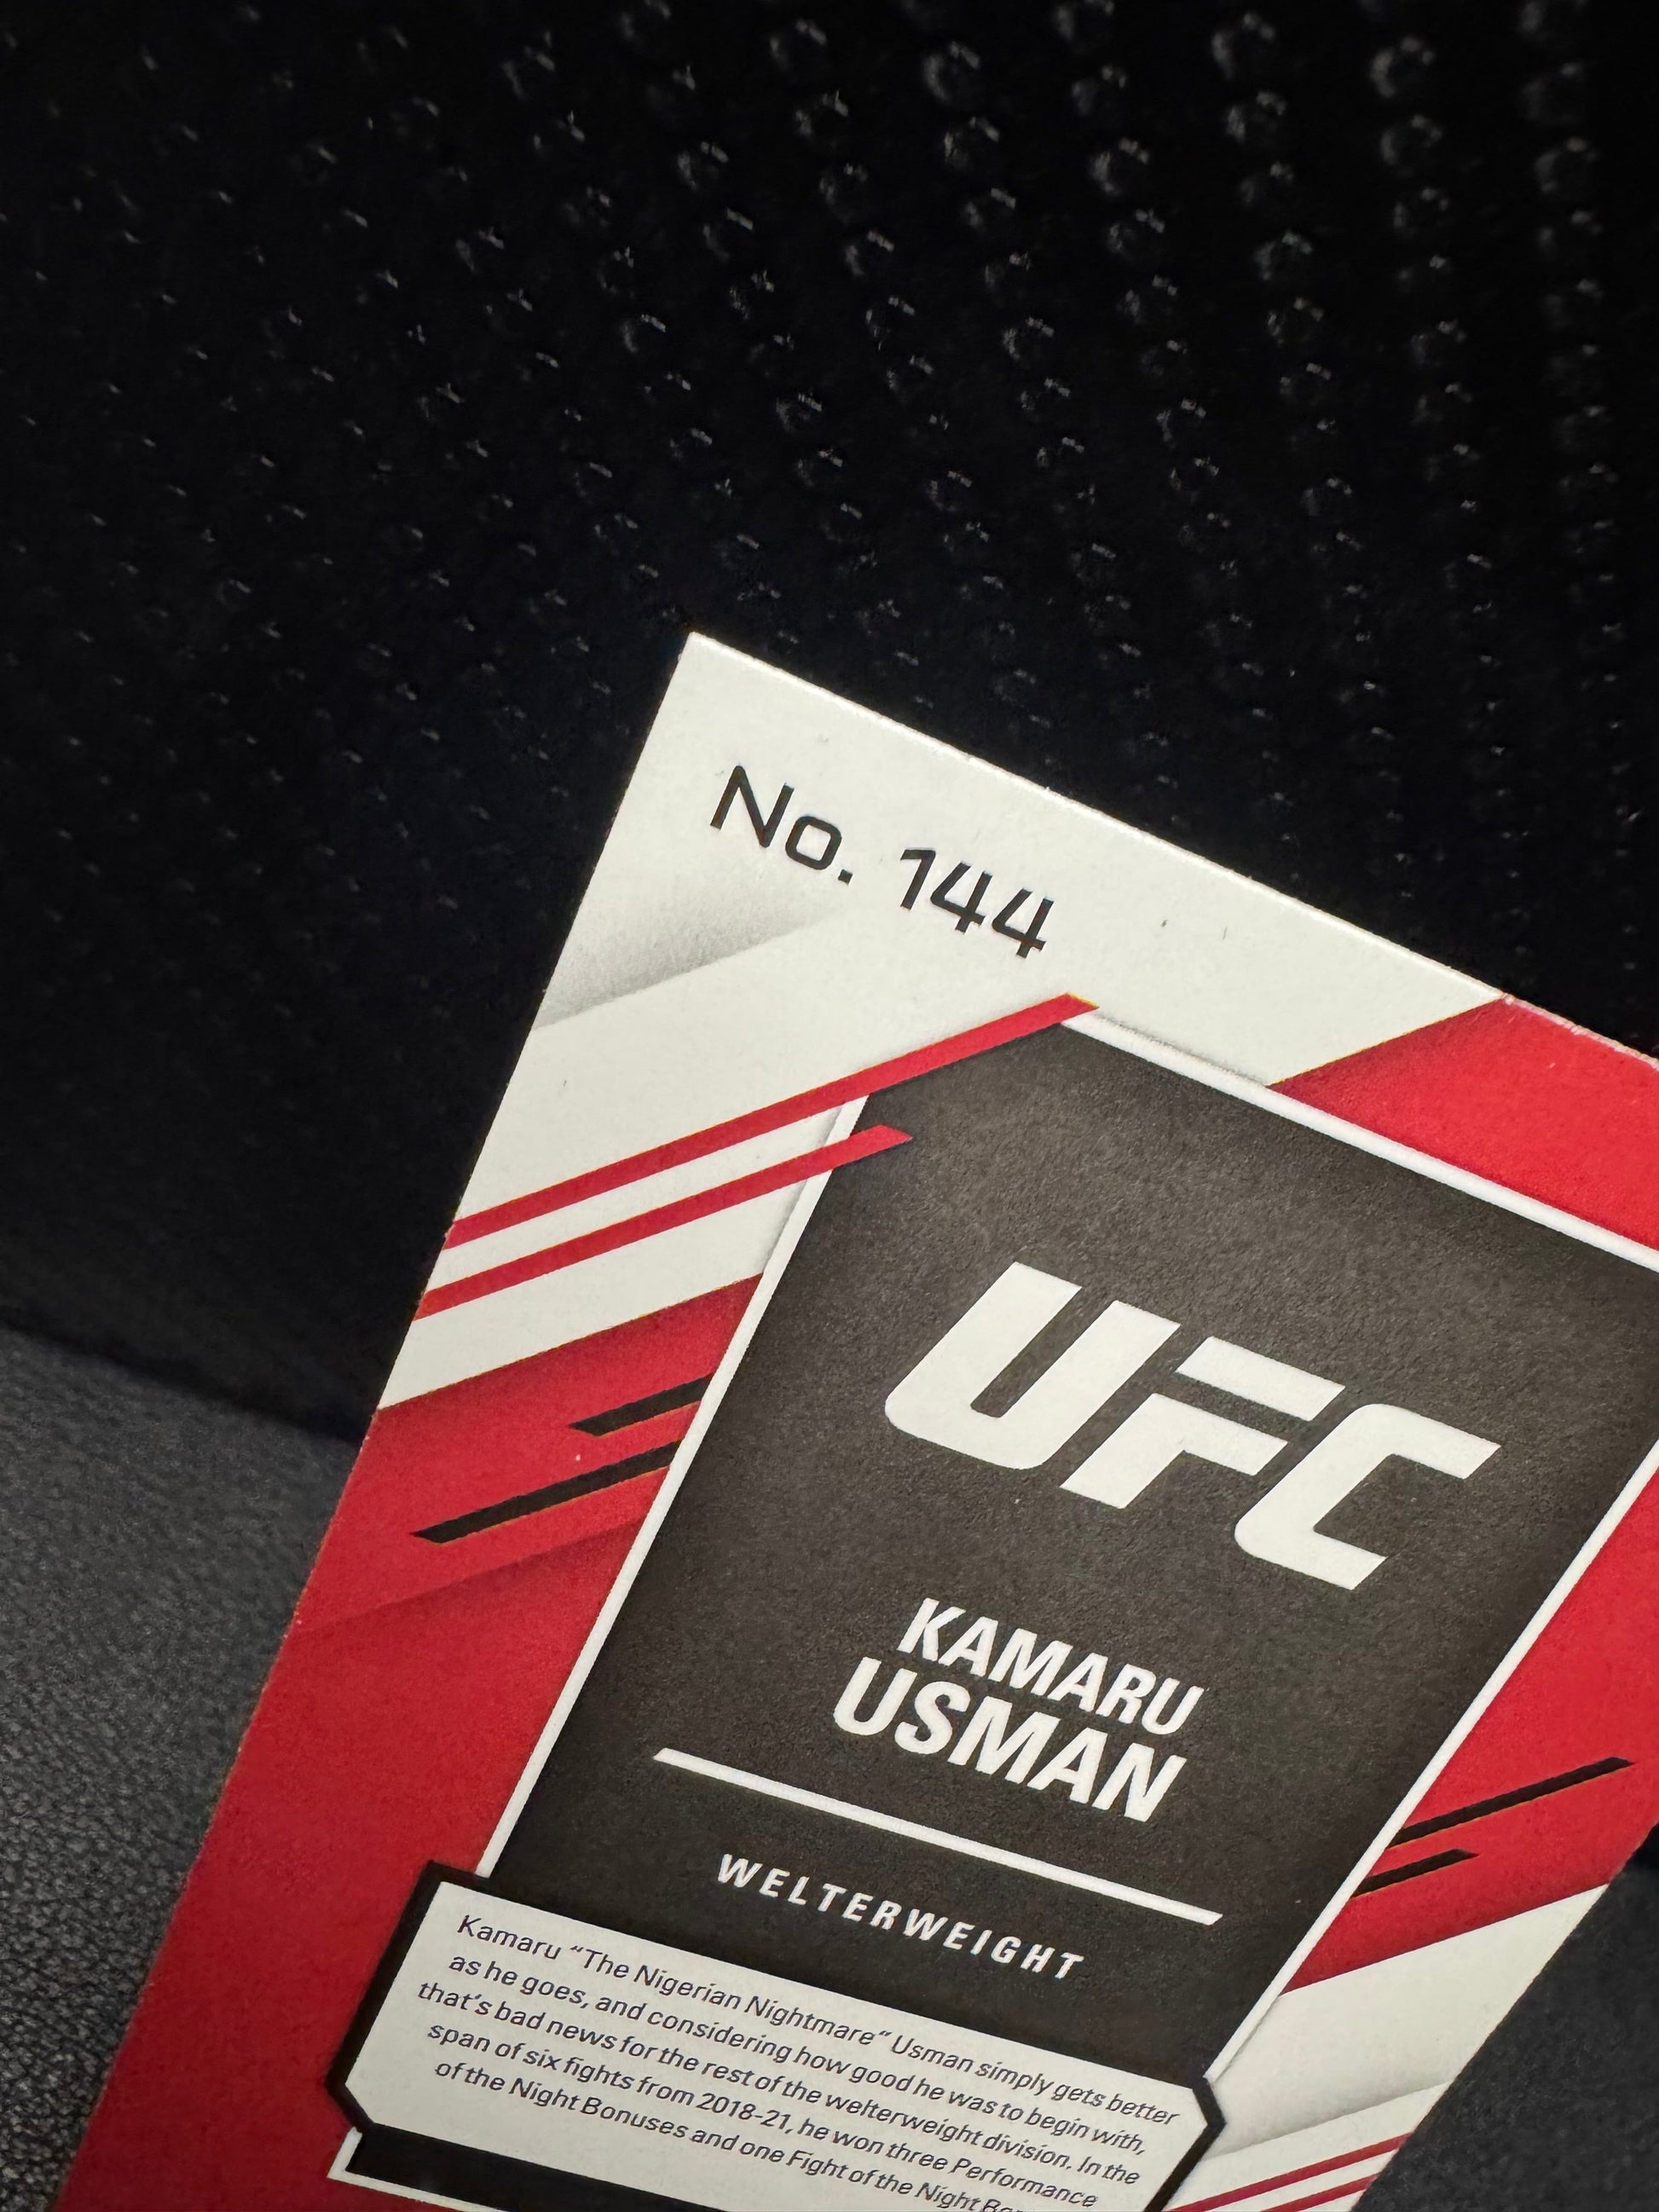 No. 144
UFC
KAMARU
USMAN
WELTERWEIGHT
Kamaru “The Nigerian Nightmare” Usman simply gets better
as he goes, and considering how good he was to begin with,
that's bad news for the rest of the welterweight division. In the
span of six fights from 2018-21, he won three Performance
of the Night Bonuses and one Fight of the Night